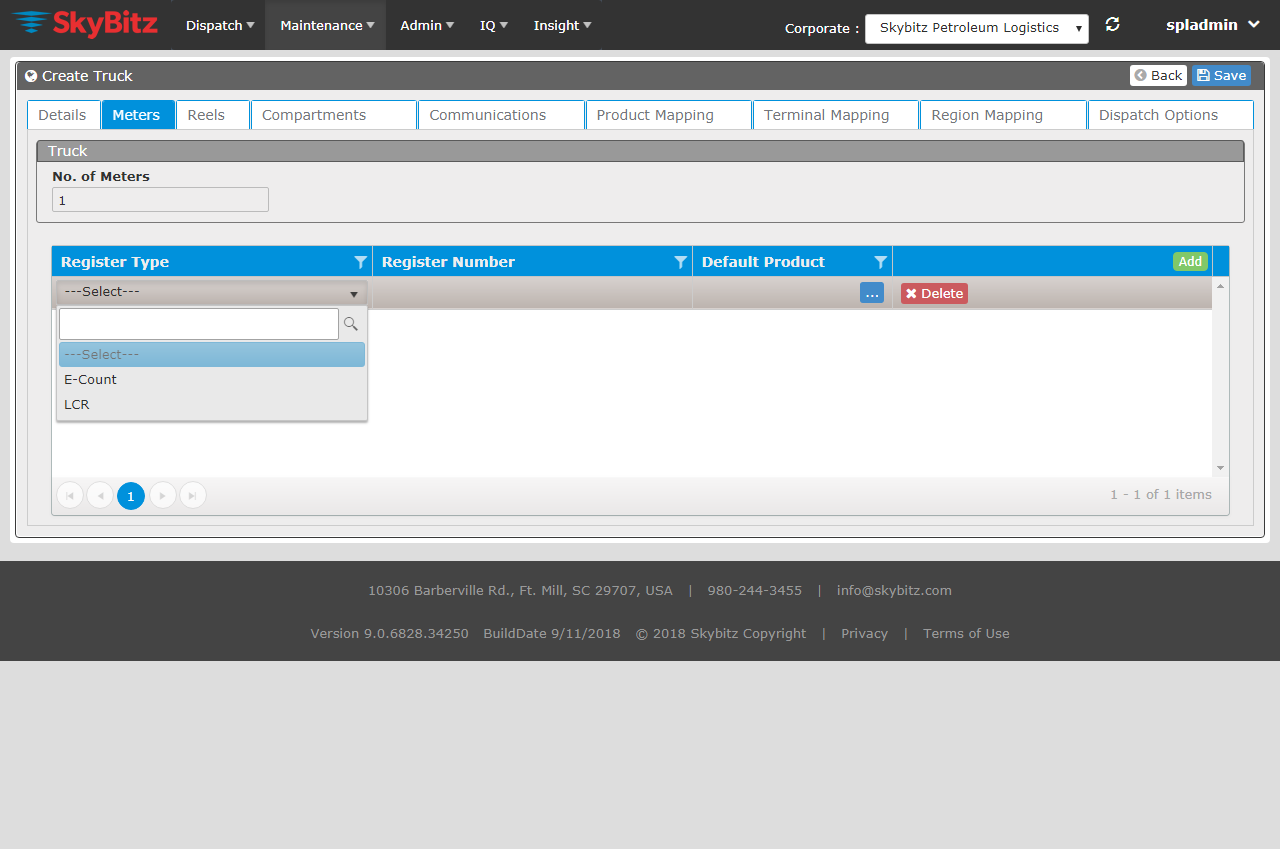 SkyBitz Dispatch Maintenance Admin IQ Insight Corporate : Skybitz Petroleum Logistics spladmin
Create Truck Back Save
Details Meters Reels Compartments Communications Product Mapping Terminal Mapping Region Mapping Dispatch Options
Truck
No. of Meters
1
Register Type Register Number Default Product Add
---Select--- ... Delete
---Select---
E-Count
LCR
1 1 - 1 of 1 items
10306 Barberville Rd., Ft. Mill, SC 29707, USA | 980-244-3455 | info@skybitz.com
Version 9.0.6828.34250 BuildDate 9/11/2018 © 2018 Skybitz Copyright | Privacy | Terms of Use